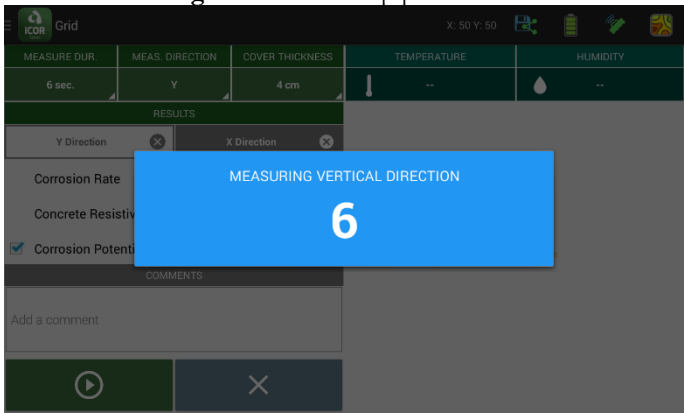 iCOR
Grid
X: 50 Y: 50
MEASURE DUR.
MEAS. DIRECTION
COVER THICKNESS
TEMPERATURE
HUMIDITY
6 sec.
Y
4 cm
--
--
RESULTS
Y Direction
X Direction
Corrosion Rate
MEASURING VERTICAL DIRECTION
6
Concrete Resistiv
Corrosion Potenti
COMMENTS
Add a comment